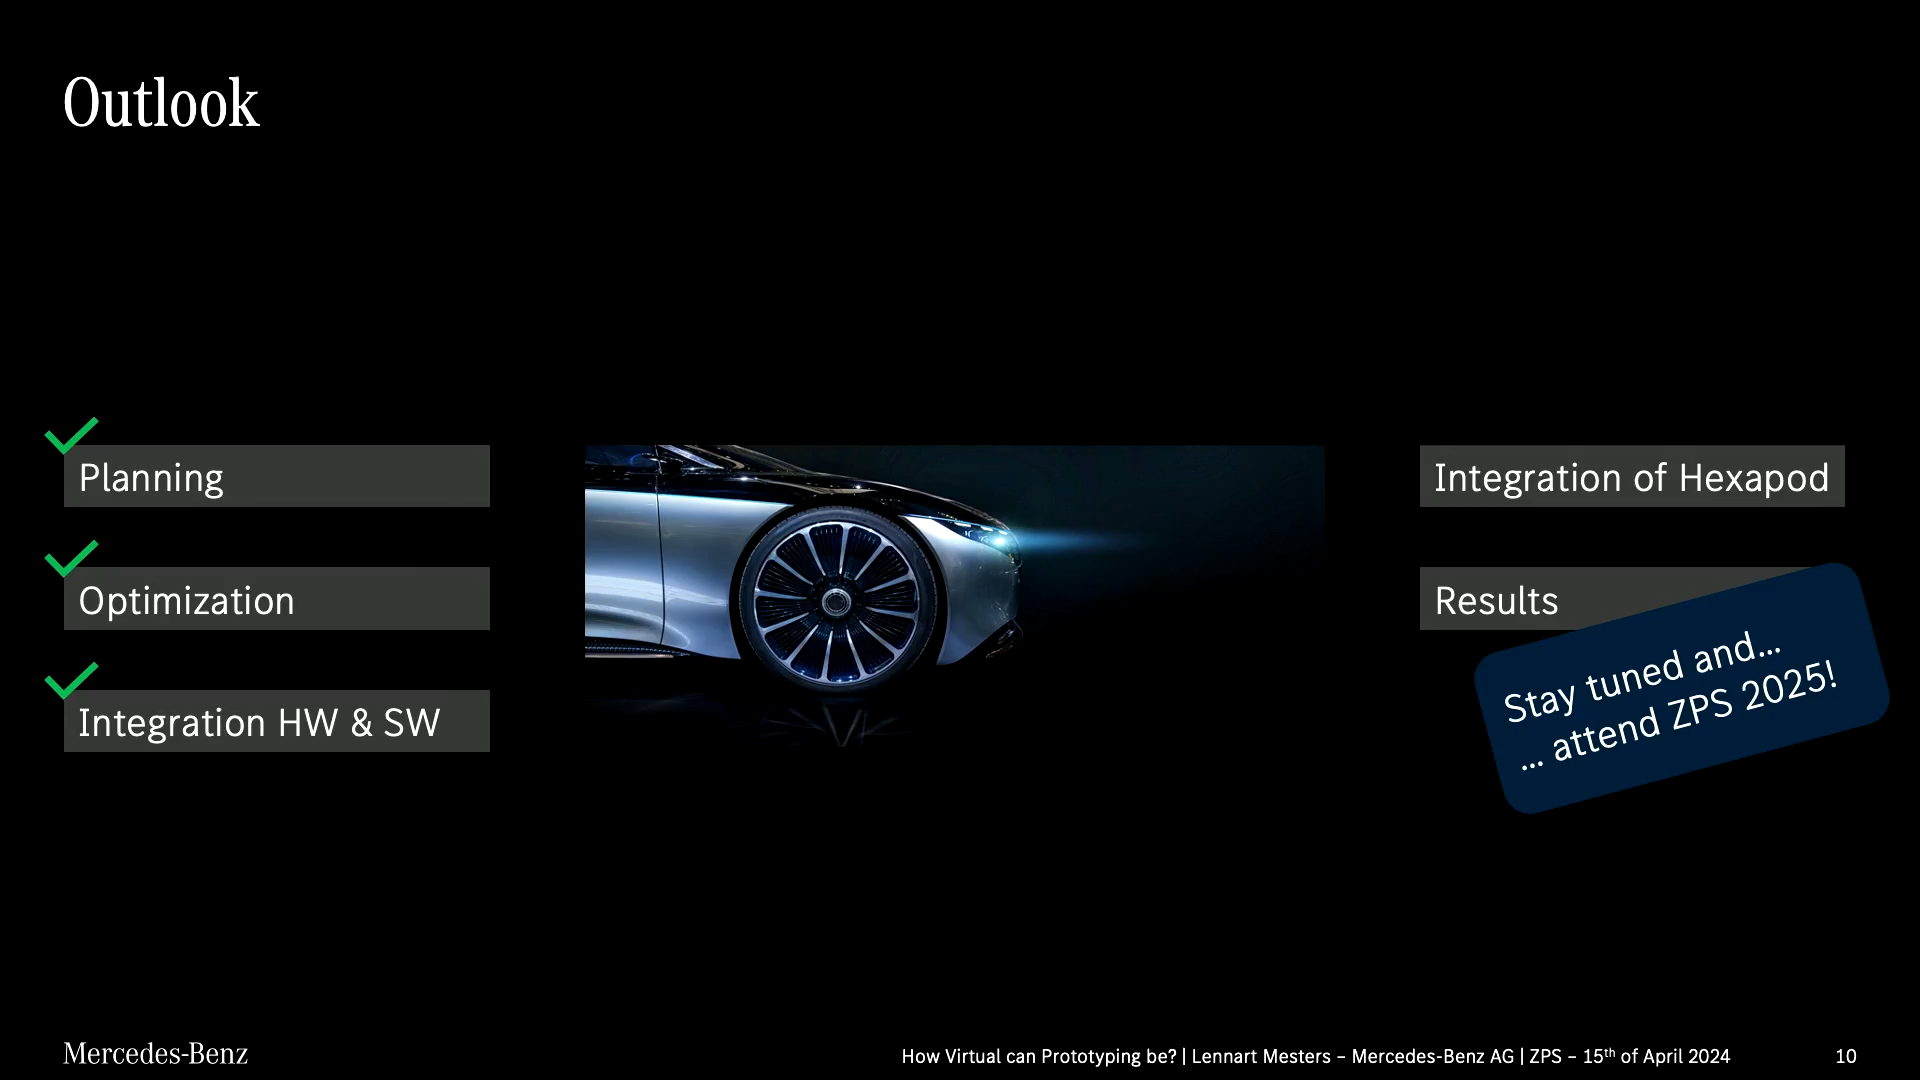 Outlook
Planning
Optimization
Integration HW & SW
Integration of Hexapod
Results
Stay tuned and...
... attend ZPS 2025!
Mercedes-Benz
How Virtual can Prototyping be? | Lennart Mesters – Mercedes-Benz AG | ZPS – 15th of April 2024
10